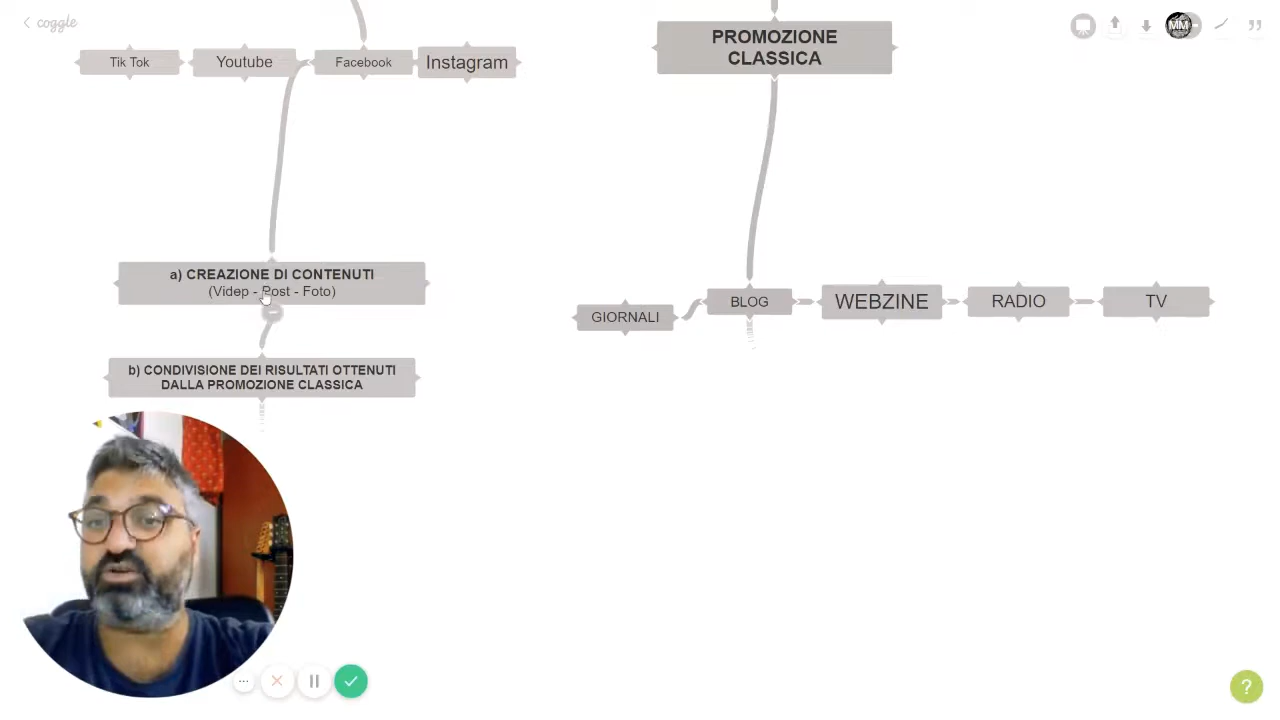 coggle
MM
Tik Tok
Youtube
Facebook
Instagram
PROMOZIONE
CLASSICA
a) CREAZIONE DI CONTENUTI
(Videp - Post - Foto)
b) CONDIVISIONE DEI RISULTATI OTTENUTI
DALLA PROMOZIONE CLASSICA
GIORNALI
BLOG
WEBZINE
RADIO
TV
?